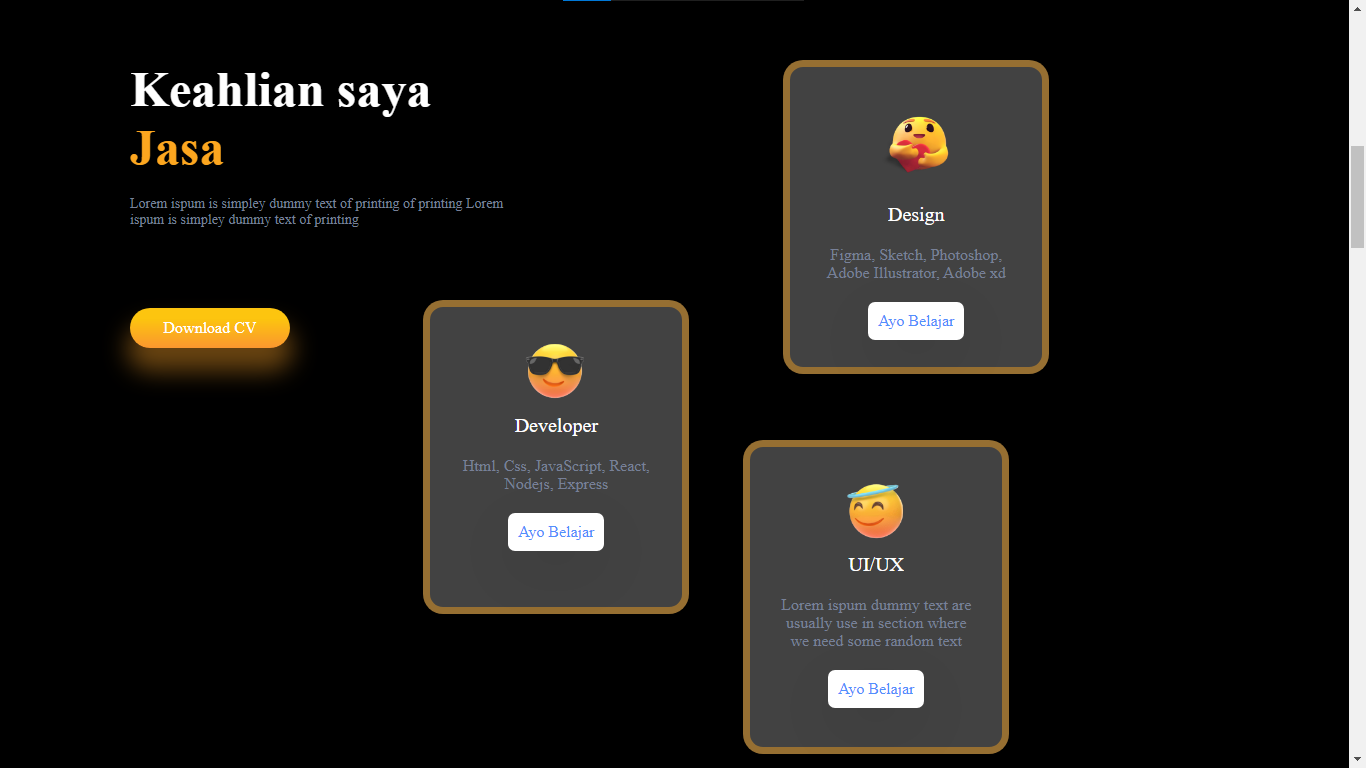 Keahlian saya
Jasa
Lorem ispum is simpley dummy text of printing of printing Lorem
ispum is simpley dummy text of printing
Download CV
Design
Figma, Sketch, Photoshop,
Adobe Illustrator, Adobe xd
Ayo Belajar
Developer
Html, Css, JavaScript, React,
Nodejs, Express
Ayo Belajar
UI/UX
Lorem ispum dummy text are
usually use in section where
we need some random text
Ayo Belajar